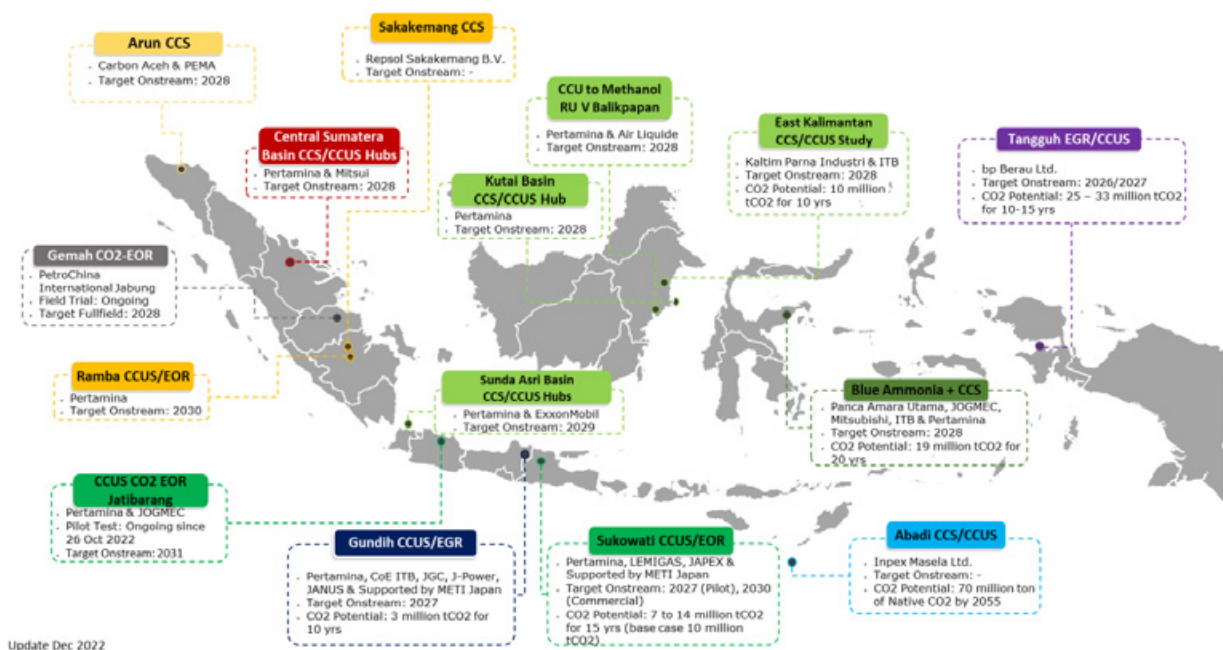 Arun CCS
Carbon Aceh & PEMA
Target Onstream: 2028
Sakakemang CCS
Repsol Sakakemang B.V.
Target Onstream: -
Central Sumatera
Basin CCS/CCUS Hubs
Pertamina & Mitsui
Target Onstream: 2028
CCU to Methanol
RU V Balikpapan
Pertamina & Air Liquide
Target Onstream: 2028
Kutai Basin
CCS/CCUS Hub
Pertamina
Target Onstream: 2028
East Kalimantan
CCS/CCUS Study
Kaltim Parna Industri & ITB
Target Onstream: 2028
CO2 Potential: 10 million
tCO2 for 10 yrs
Tangguh EGR/CCUS
bp Berau Ltd.
Target Onstream: 2026/2027
CO2 Potential: 25 – 33 million tCO2
for 10-15 yrs
Gemah CO2-EOR
PetroChina
International Jabung
Field Trial: Ongoing
Target Fullfield: 2028
Ramba CCUS/EOR
Pertamina
Target Onstream: 2030
Sunda Asri Basin
CCS/CCUS Hubs
Pertamina & ExxonMobil
Target Onstream: 2029
Blue Ammonia + CCS
Panca Amara Utama, JOGMEC,
Mitsubishi, ITB & Pertamina
Target Onstream: 2028
CO2 Potential: 19 million tCO2 for
20 yrs
CCUS CO2 EOR
Jatibarang
Pertamina & JOGMEC
Pilot Test: Ongoing since
26 Oct 2022
Target Onstream: 2031
Gundih CCUS/EGR
Pertamina, CoE ITB, JGC, J-Power,
JANUS & Supported by METI Japan
Target Onstream: 2027
CO2 Potential: 3 million tCO2 for
10 yrs
Sukowati CCUS/EOR
Pertamina, LEMIGAS, JAPEX &
Supported by METI Japan
Target Onstream: 2027 (Pilot), 2030
(Commercial)
CO2 Potential: 7 to 14 million tCO2
for 15 yrs (base case 10 million
tCO2)
Abadi CCS/CCUS
Inpex Masela Ltd.
Target Onstream: -
CO2 Potential: 70 million ton
of Native CO2 by 2055
Update Dec 2022